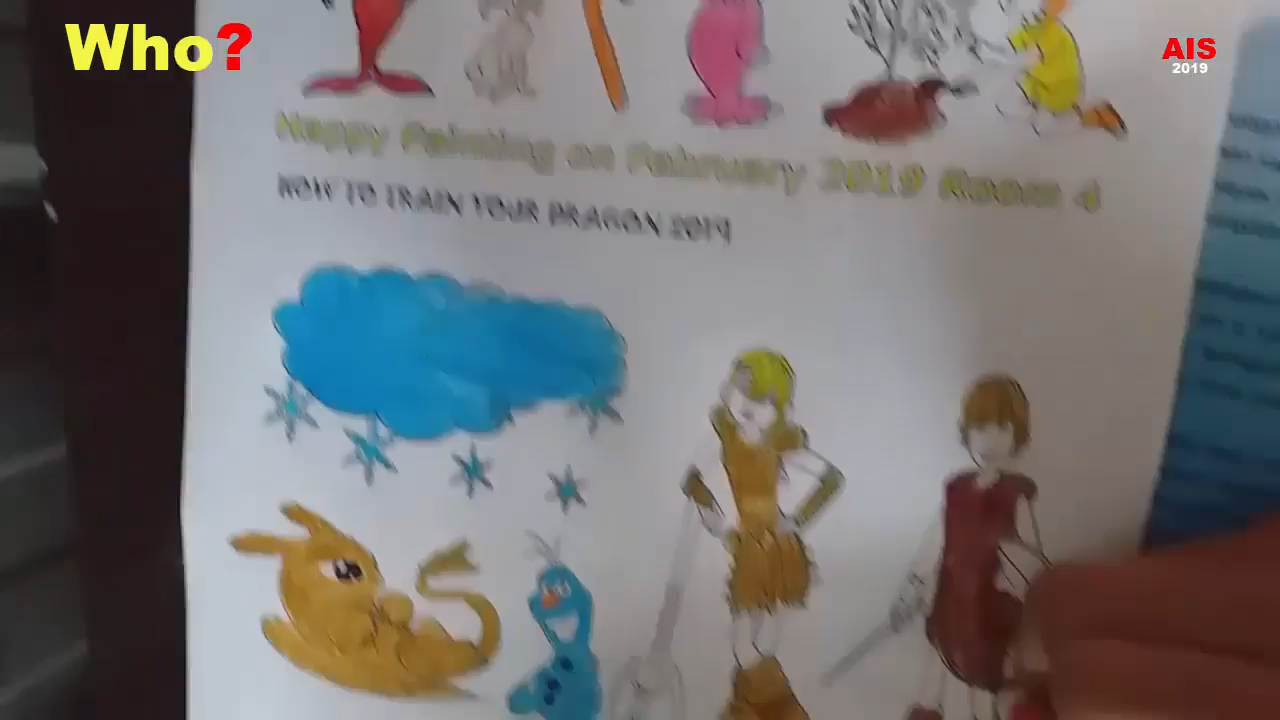 Who?
AIS
2019
Happy Painting on February 2019 Room 4
HOW TO TRAIN YOUR DRAGON 2019